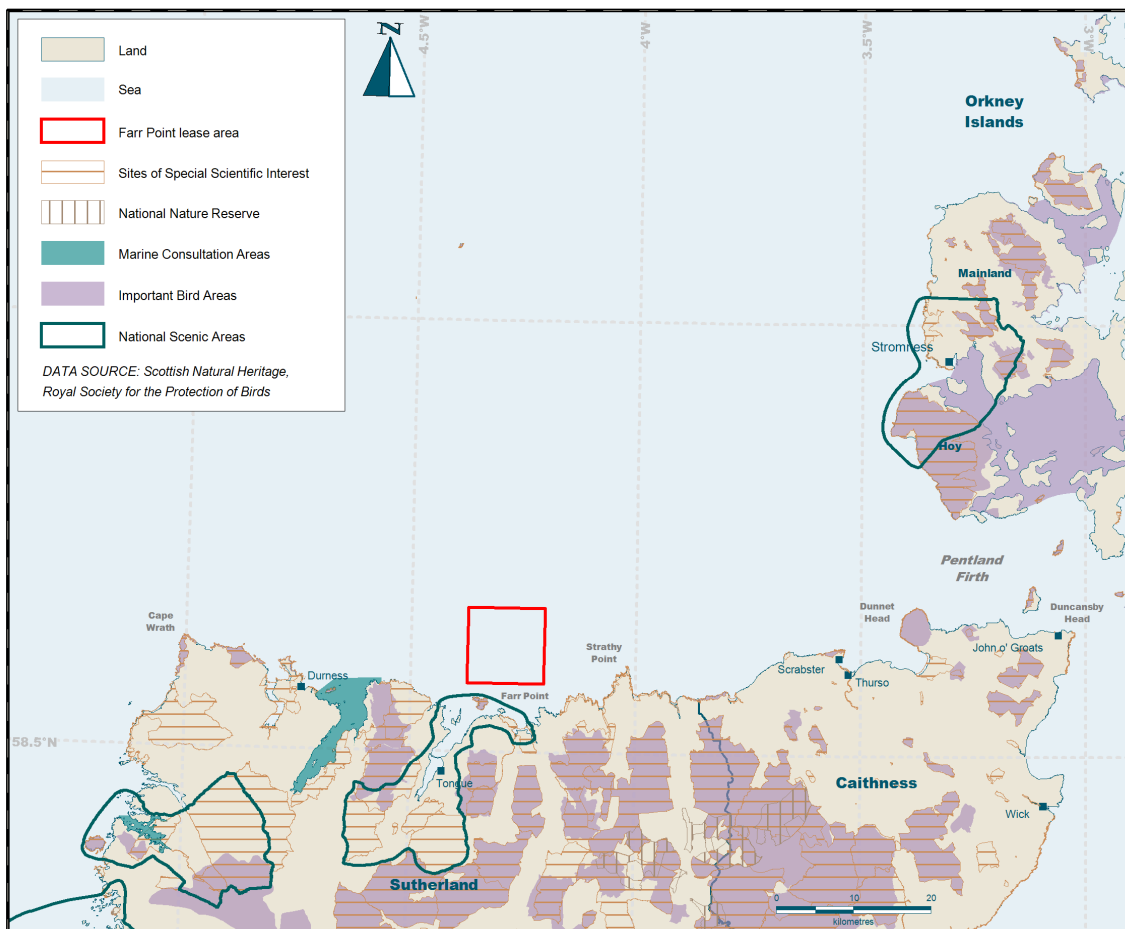 N
4.5°W
4°W
3.5°W
3°W
Land
Sea
Farr Point lease area
Sites of Special Scientific Interest
National Nature Reserve
Marine Consultation Areas
Important Bird Areas
National Scenic Areas
DATA SOURCE: Scottish Natural Heritage,
Royal Society for the Protection of Birds
Orkney
Islands
Mainland
Stromness
Hoy
Pentland
Firth
Cape
Wrath
Dunnet
Head
Duncansby
Head
Strathy
Point
John o' Groats
Scrabster
Thurso
Durness
Farr Point
58.5°N
Tongue
Caithness
Wick
Sutherland
0 10 20
kilometres